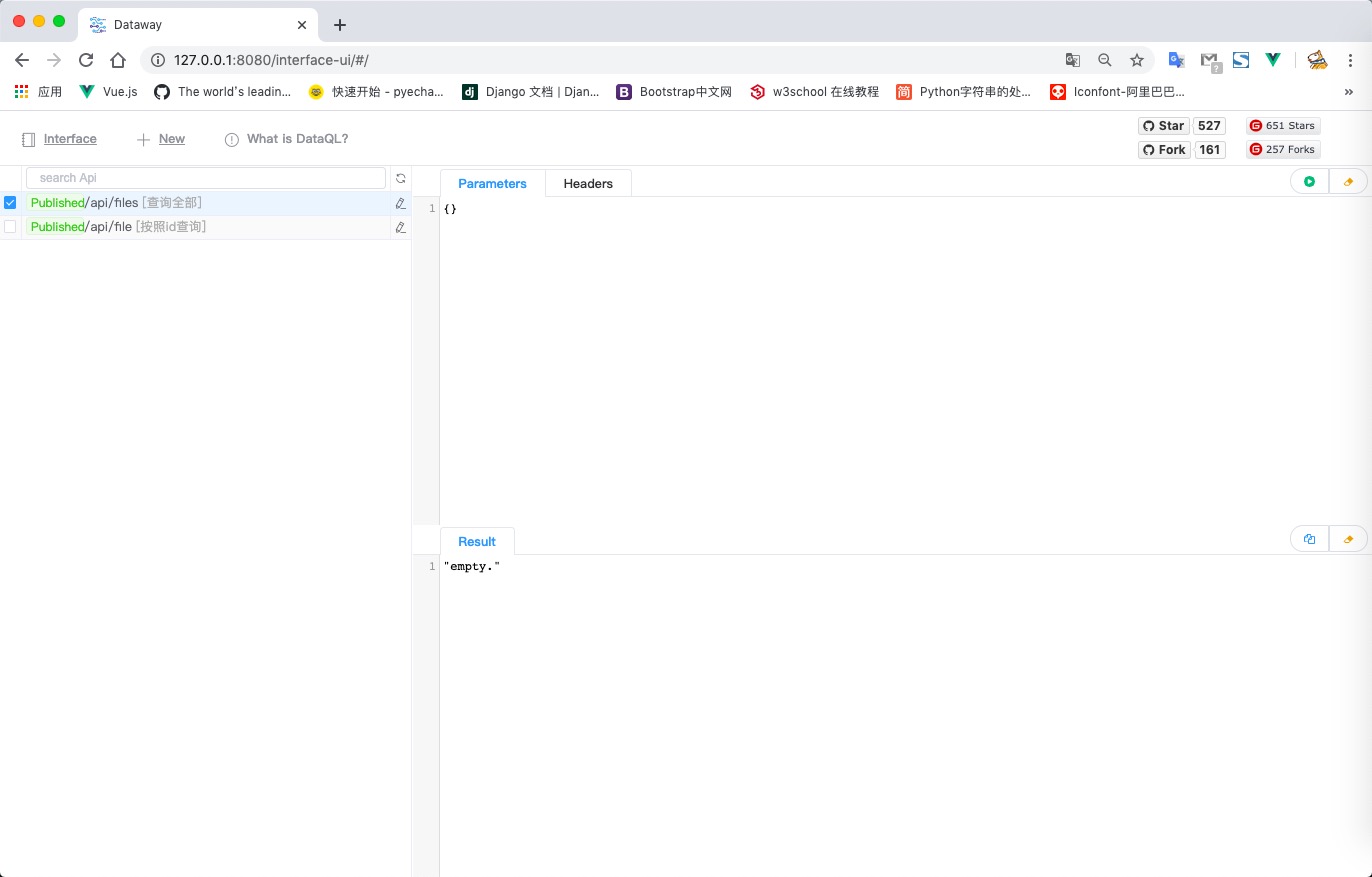 Dataway
127.0.0.1:8080/interface-ui/#/
应用 Vue.js The world's leadin... 快速开始 - pyecha... dj Django 文档 | Djan... B Bootstrap中文网 w3school 在线教程 简 Python字符串的处... Iconfont-阿里巴巴...
Interface New What is DataQL?
Star 527 G 651 Stars
Fork 161 G 257 Forks
search Api
Published/api/files [查询全部]
Published/api/file [按照id查询]
Parameters Headers
1 {}
Result
1 "empty."